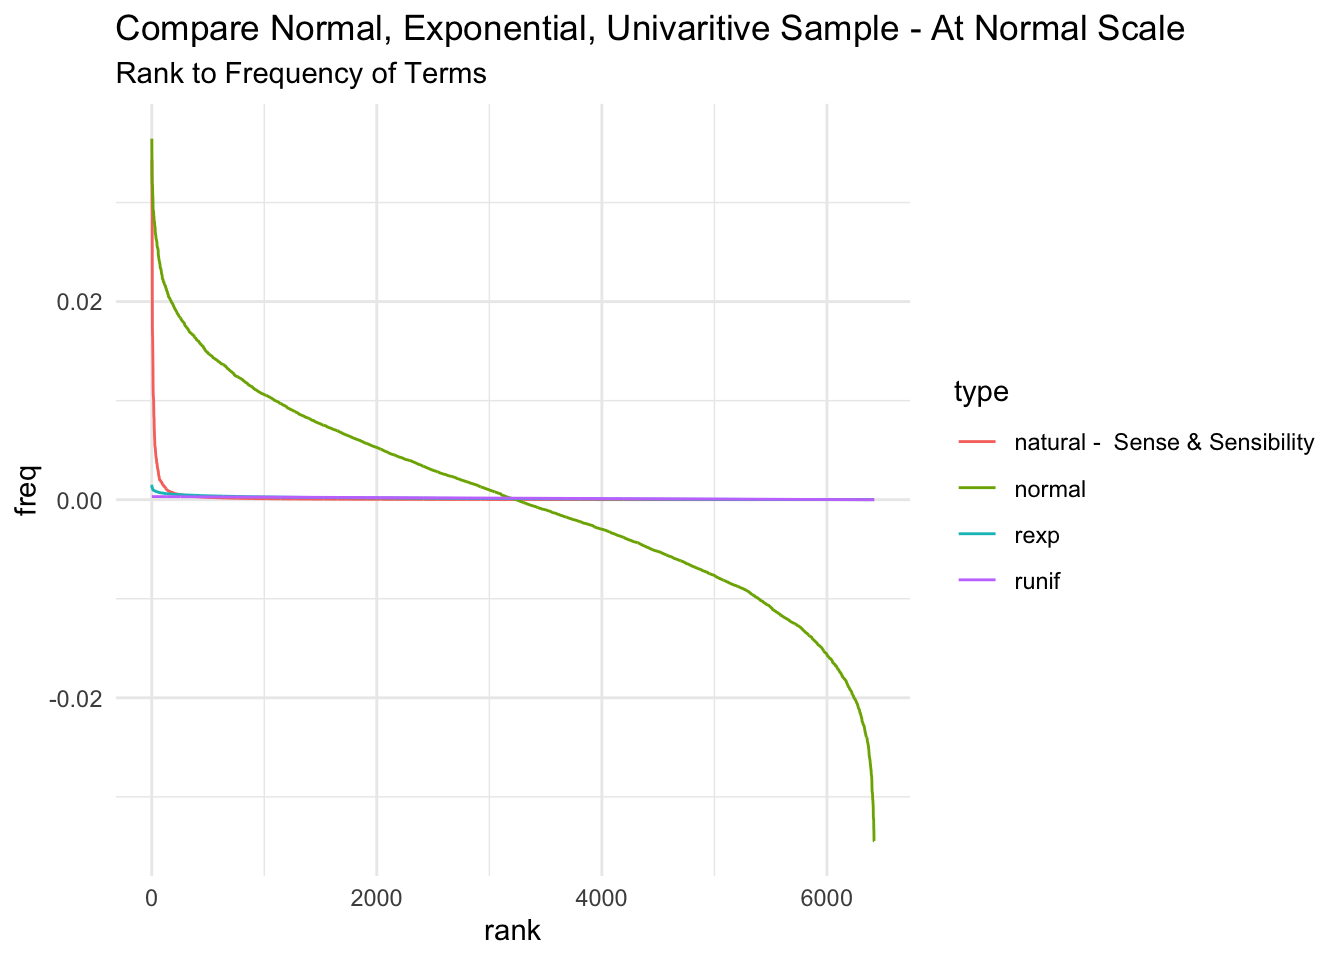 Compare Normal, Exponential, Univaritive Sample - At Normal Scale
Rank to Frequency of Terms
freq
0.02
0.00
-0.02
0
2000
4000
6000
rank
type
natural -  Sense & Sensibility
normal
rexp
runif